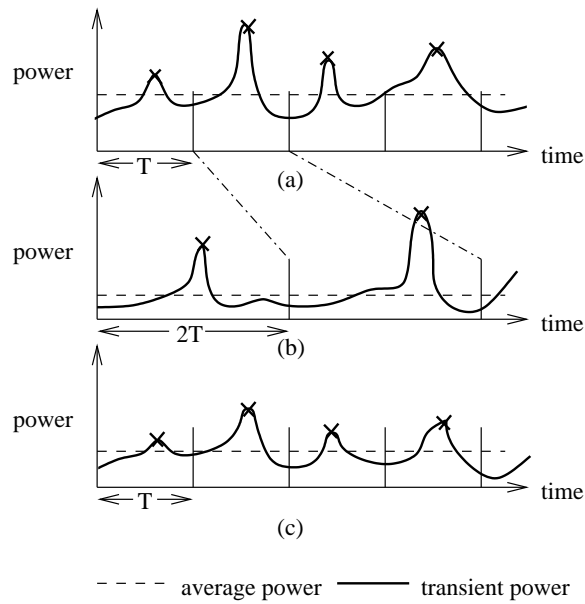 power
time
T
(a)
power
time
2T
(b)
power
time
T
(c)
average power
transient power